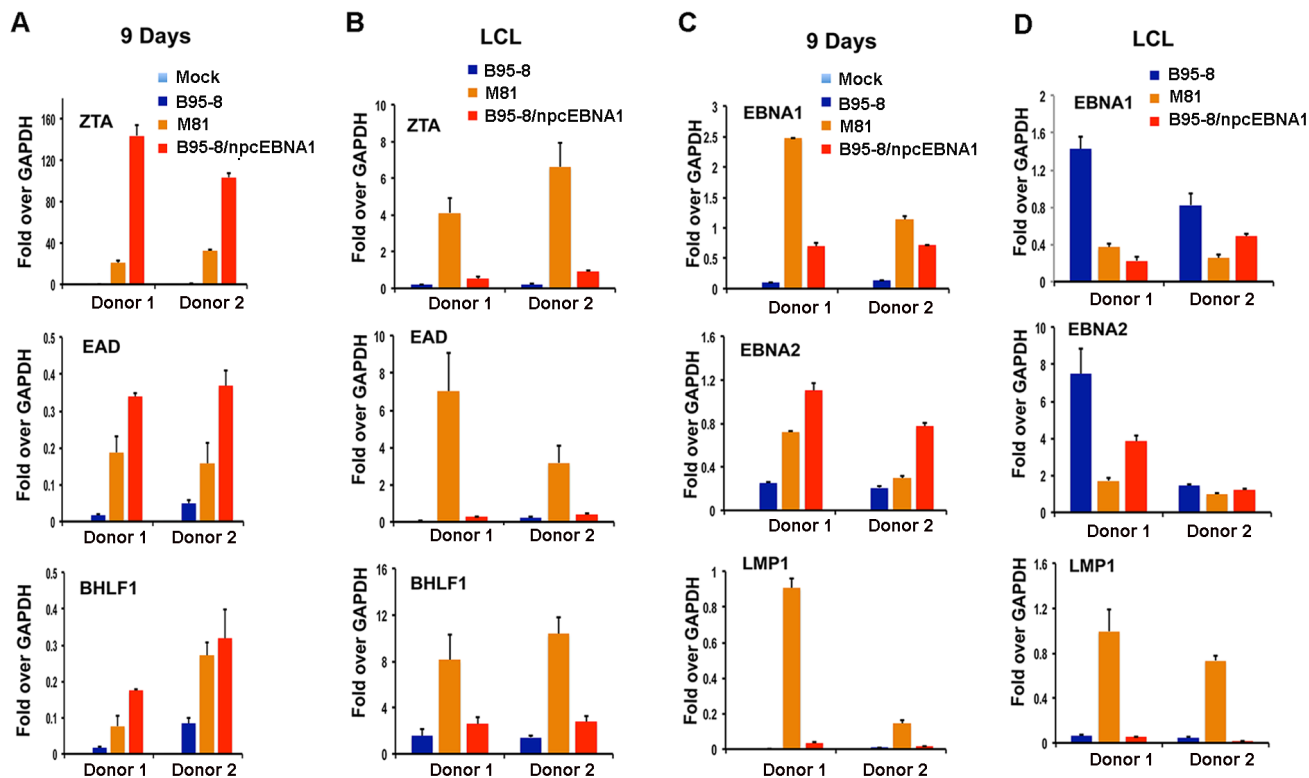 A
9 Days
Mock
B95-8
M81
B95-8/npcEBNA1
ZTA
Fold over GAPDH
160
120
80
40
0
Donor 1 Donor 2
EAD
Fold over GAPDH
0.5
0.4
0.3
0.2
0.1
0
Donor 1 Donor 2
BHLF1
Fold over GAPDH
0.5
0.4
0.3
0.2
0.1
0
Donor 1 Donor 2
B
LCL
B95-8
M81
B95-8/npcEBNA1
ZTA
Fold over GAPDH
10
8
6
4
2
0
Donor 1 Donor 2
EAD
Fold over GAPDH
10
8
6
4
2
0
Donor 1 Donor 2
BHLF1
Fold over GAPDH
16
12
8
4
0
Donor 1 Donor 2
C
9 Days
Mock
B95-8
M81
B95-8/npcEBNA1
EBNA1
Fold over GAPDH
3
2.5
2
1.5
1
0.5
0
Donor 1 Donor 2
EBNA2
Fold over GAPDH
1.6
1.2
0.8
0.4
0
Donor 1 Donor 2
LMP1
Fold over GAPDH
1
0.8
0.6
0.4
0.2
0
Donor 1 Donor 2
D
LCL
B95-8
M81
B95-8/npcEBNA1
EBNA1
Fold over GAPDH
2
1.6
1.2
0.8
0.4
0
Donor 1 Donor 2
EBNA2
Fold over GAPDH
10
8
6
4
2
0
Donor 1 Donor 2
LMP1
Fold over GAPDH
1.6
1.2
0.8
0.4
0
Donor 1 Donor 2